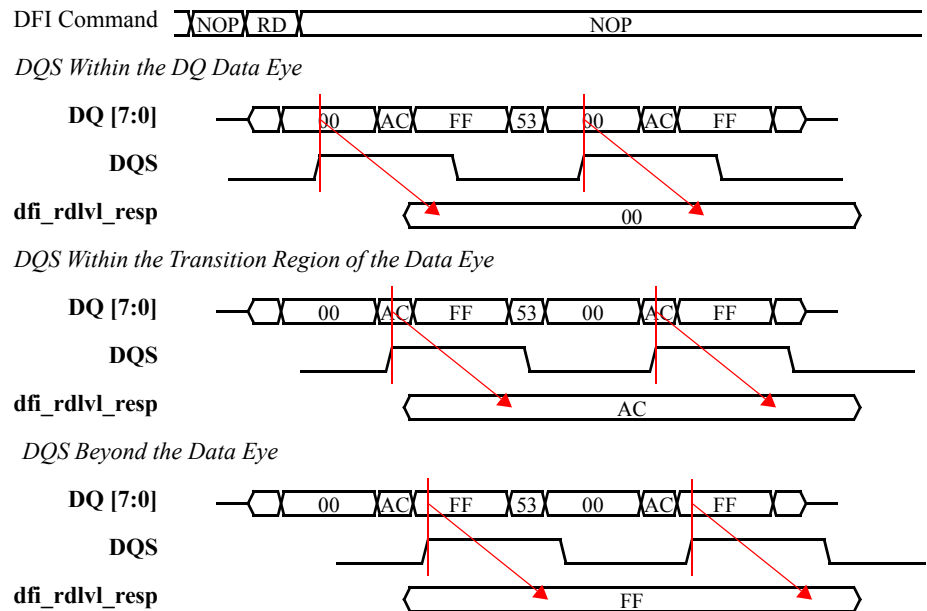 DFI Command NOP RD NOP
DQS Within the DQ Data Eye
DQ [7:0] 00 AC FF 53 00 AC FF
DQS
dfi_rdlvl_resp 00
DQS Within the Transition Region of the Data Eye
DQ [7:0] 00 AC FF 53 00 AC FF
DQS
dfi_rdlvl_resp AC
DQS Beyond the Data Eye
DQ [7:0] 00 AC FF 53 00 AC FF
DQS
dfi_rdlvl_resp FF